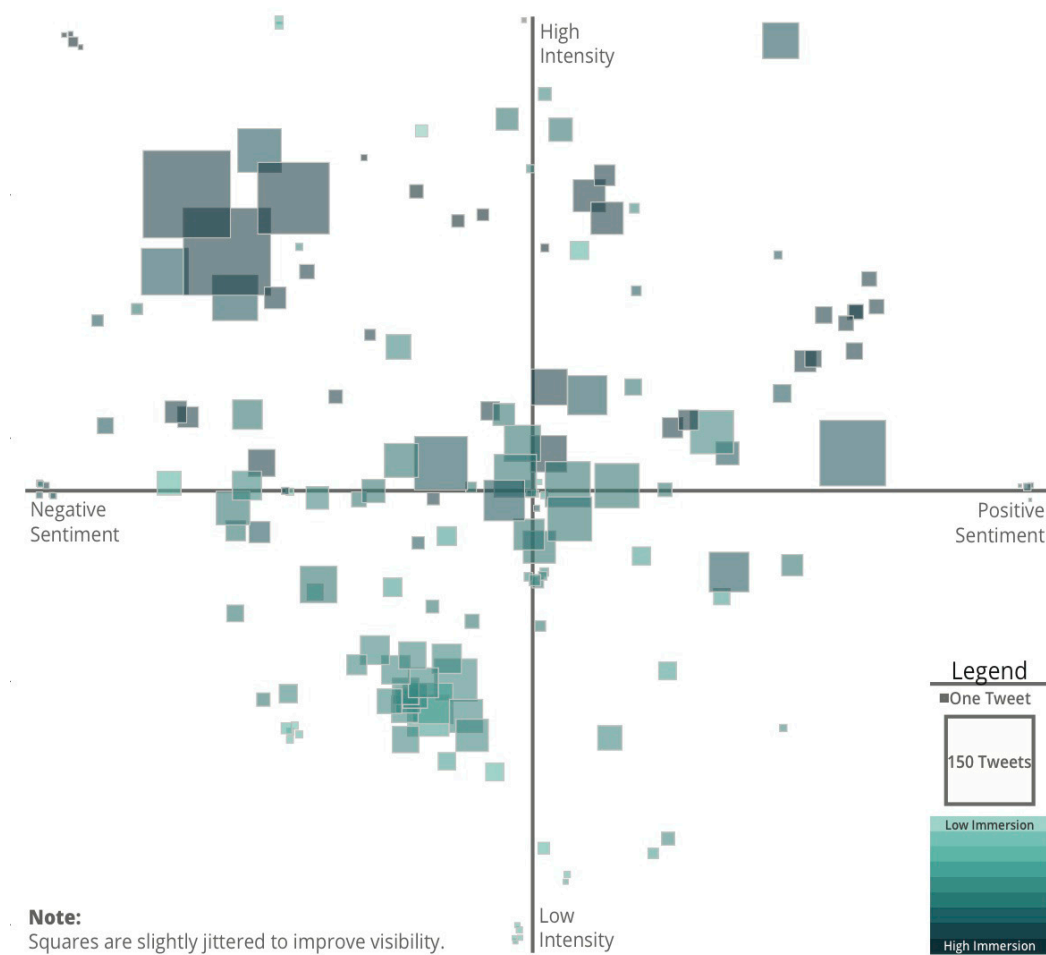 High
Intensity
Negative
Sentiment
Positive
Sentiment
Legend
One Tweet
150 Tweets
Low Immersion
High Immersion
Low
Intensity
Note:
Squares are slightly jittered to improve visibility.